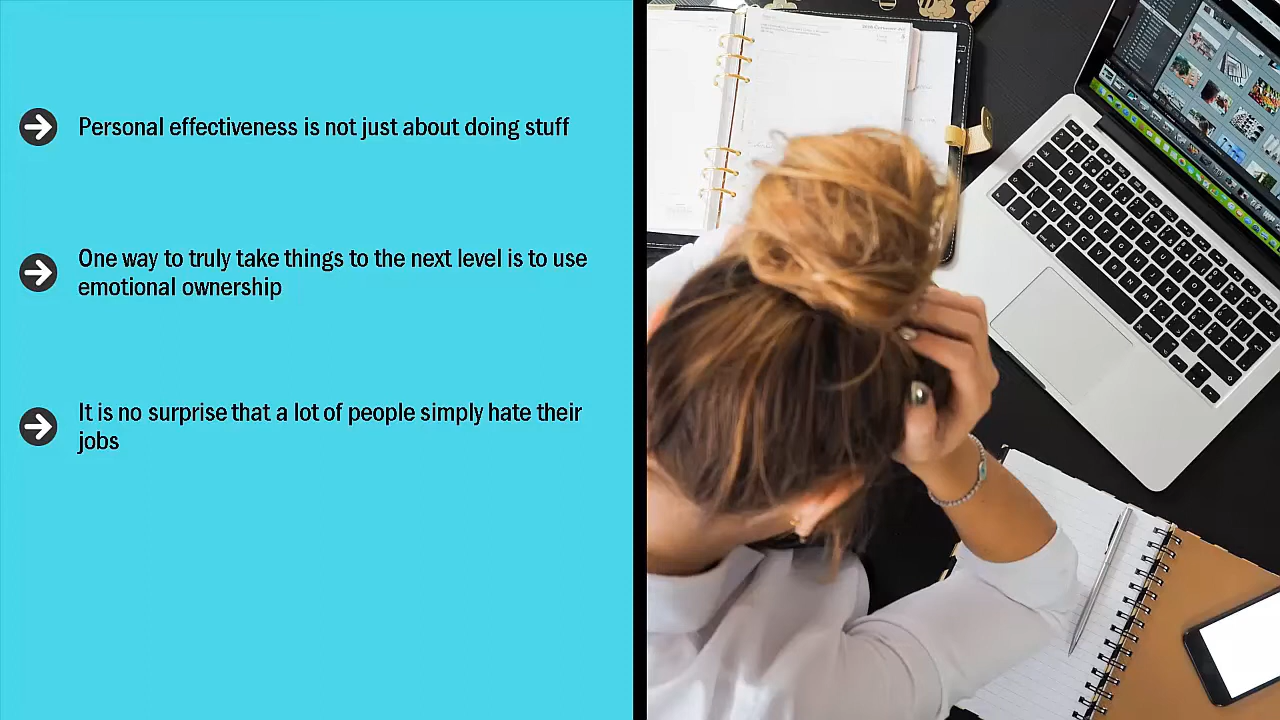 Personal effectiveness is not just about doing stuff
One way to truly take things to the next level is to use
emotional ownership
It is no surprise that a lot of people simply hate their
jobs